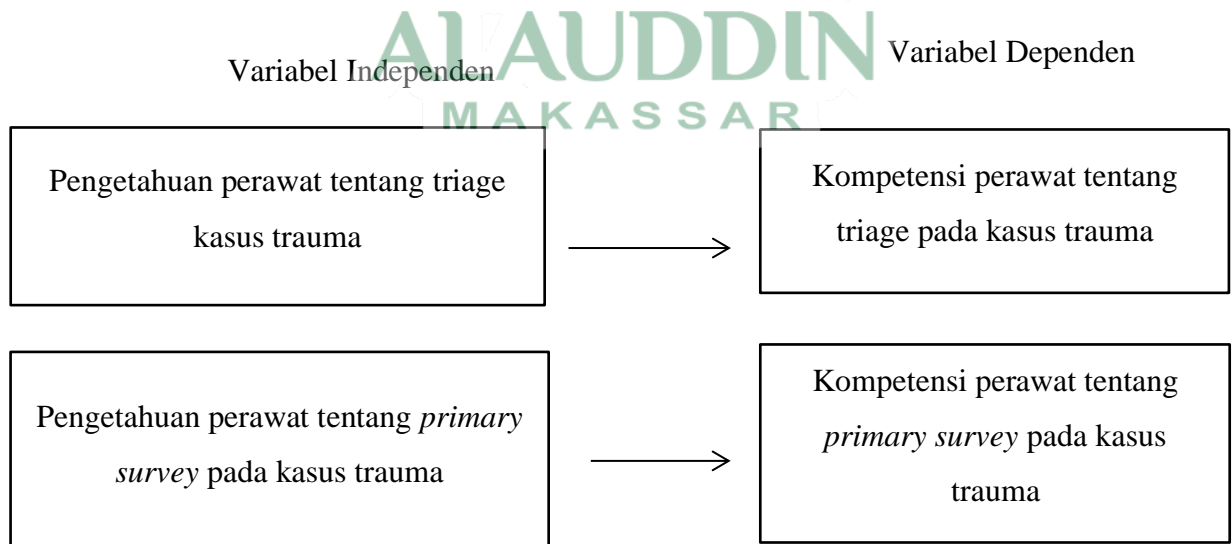 ALAUDDIN
MAKASSAR
Variabel Independen
Variabel Dependen
Pengetahuan perawat tentang triage
kasus trauma
Kompetensi perawat tentang
triage pada kasus trauma
Pengetahuan perawat tentang primary
survey pada kasus trauma
Kompetensi perawat tentang
primary survey pada kasus
trauma